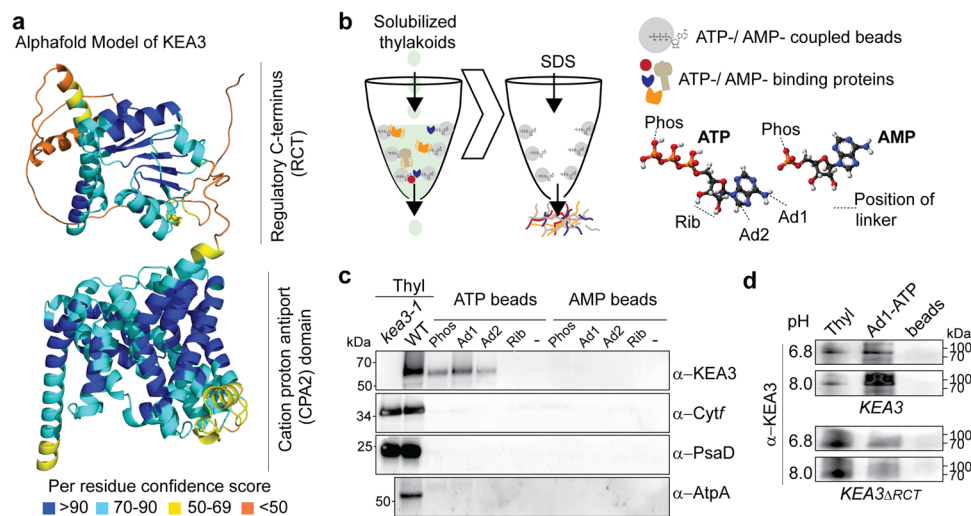 a
Alphafold Model of KEA3
Regulatory C-terminus
(RCT)
Cation proton antiport
(CPA2) domain
Per residue confidence score
>90
70-90
50-69
<50
b
Solubilized
thylakoids
SDS
ATP-/ AMP- coupled beads
ATP-/ AMP- binding proteins
Phos
ATP
Rib
Ad2
Ad1
Phos
AMP
Position of
linker
c
Thyl
ATP beads
AMP beads
kea3-1
WT
Phos
Ad1
Ad2
Rib
-
Phos
Ad1
Ad2
Rib
-
kDa
70
50
α–KEA3
34
α–Cytf
25
α–PsaD
50
α–AtpA
d
pH
Thyl
Ad1-ATP
beads
kDa
α–KEA3
6.8
100
70
8.0
100
70
KEA3
6.8
100
70
8.0
100
70
KEA3ΔRCT